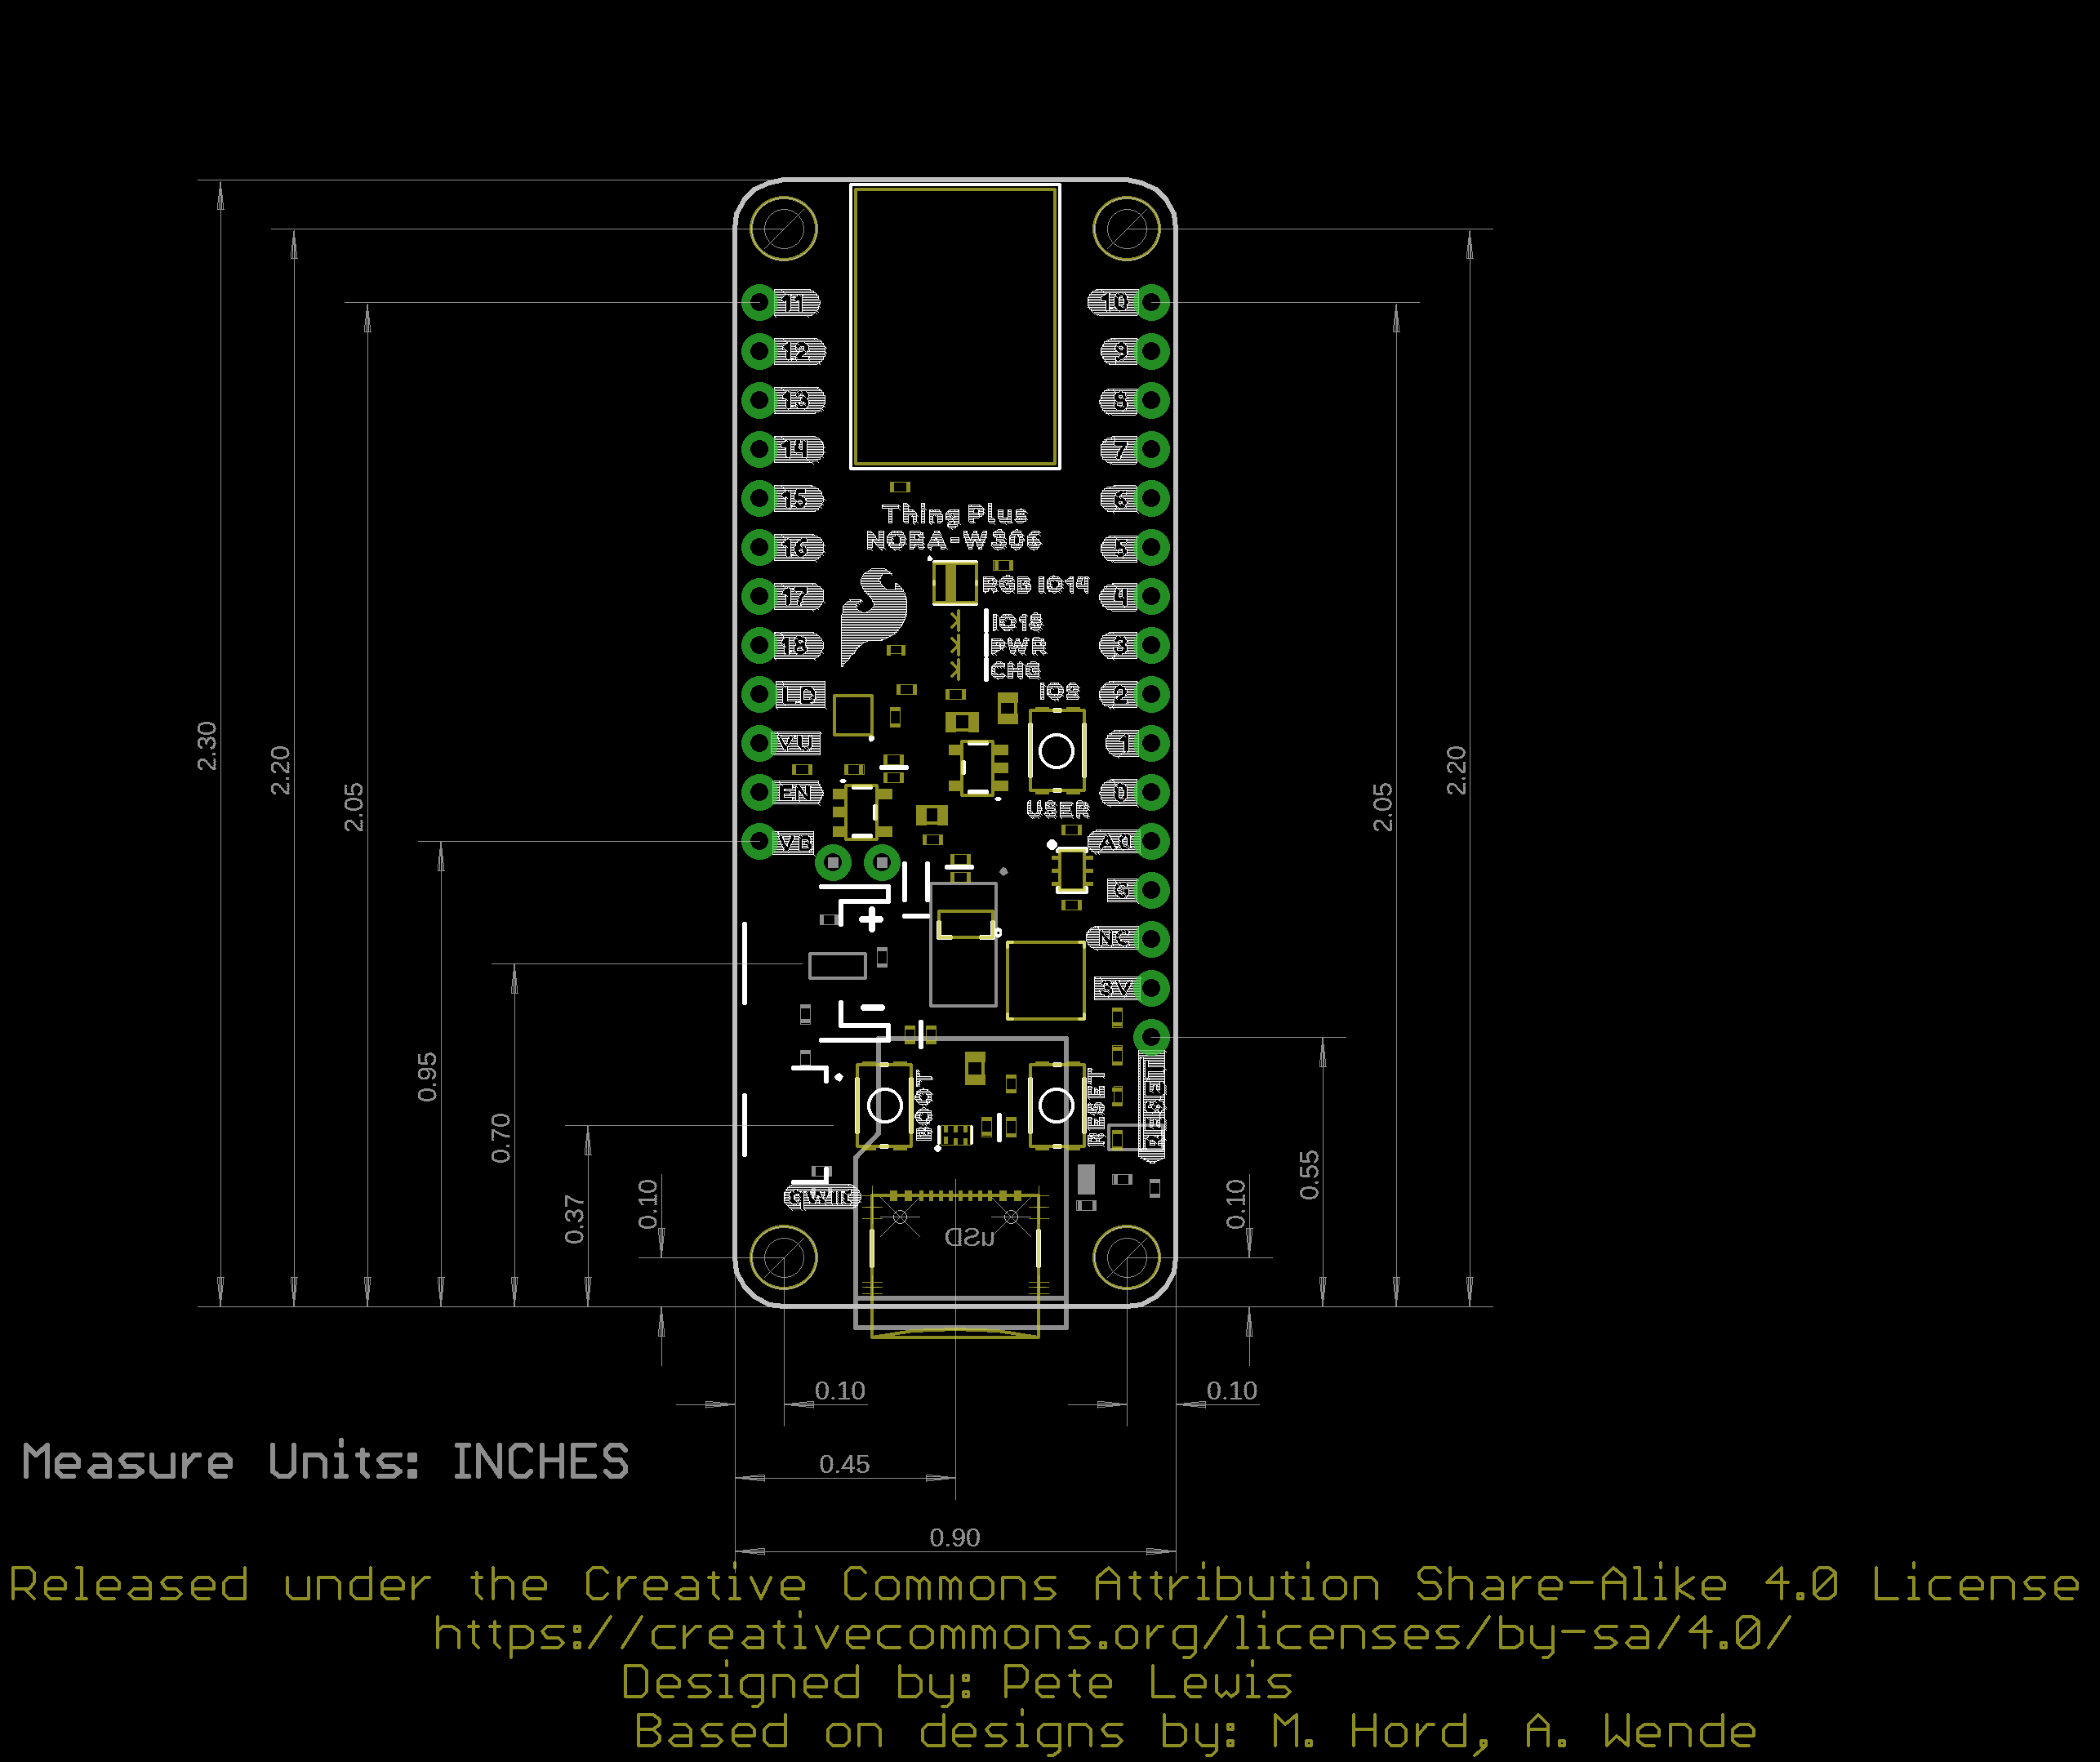 11 10
12 9
13 8
14 7
15 6
Thing Plus
NORA-W306
16 5
RGB IO14
17 4
IO18
PWR
CHG
18 3
IO2
LD 2
VU 1
EN 0
USER
VB A0
G
+
NC
3V
-
BOOT
RESET
RESET
qwiic
uSD
2.30
2.20
2.05
0.95
0.70
0.37
0.10
0.10
0.55
2.05
2.20
0.10
0.10
0.45
0.90
Measure Units: INCHES
Released under the Creative Commons Attribution Share-Alike 4.0 License
https://creativecommons.org/licenses/by-sa/4.0/
Designed by: Pete Lewis
Based on designs by: M. Hord, A. Wende